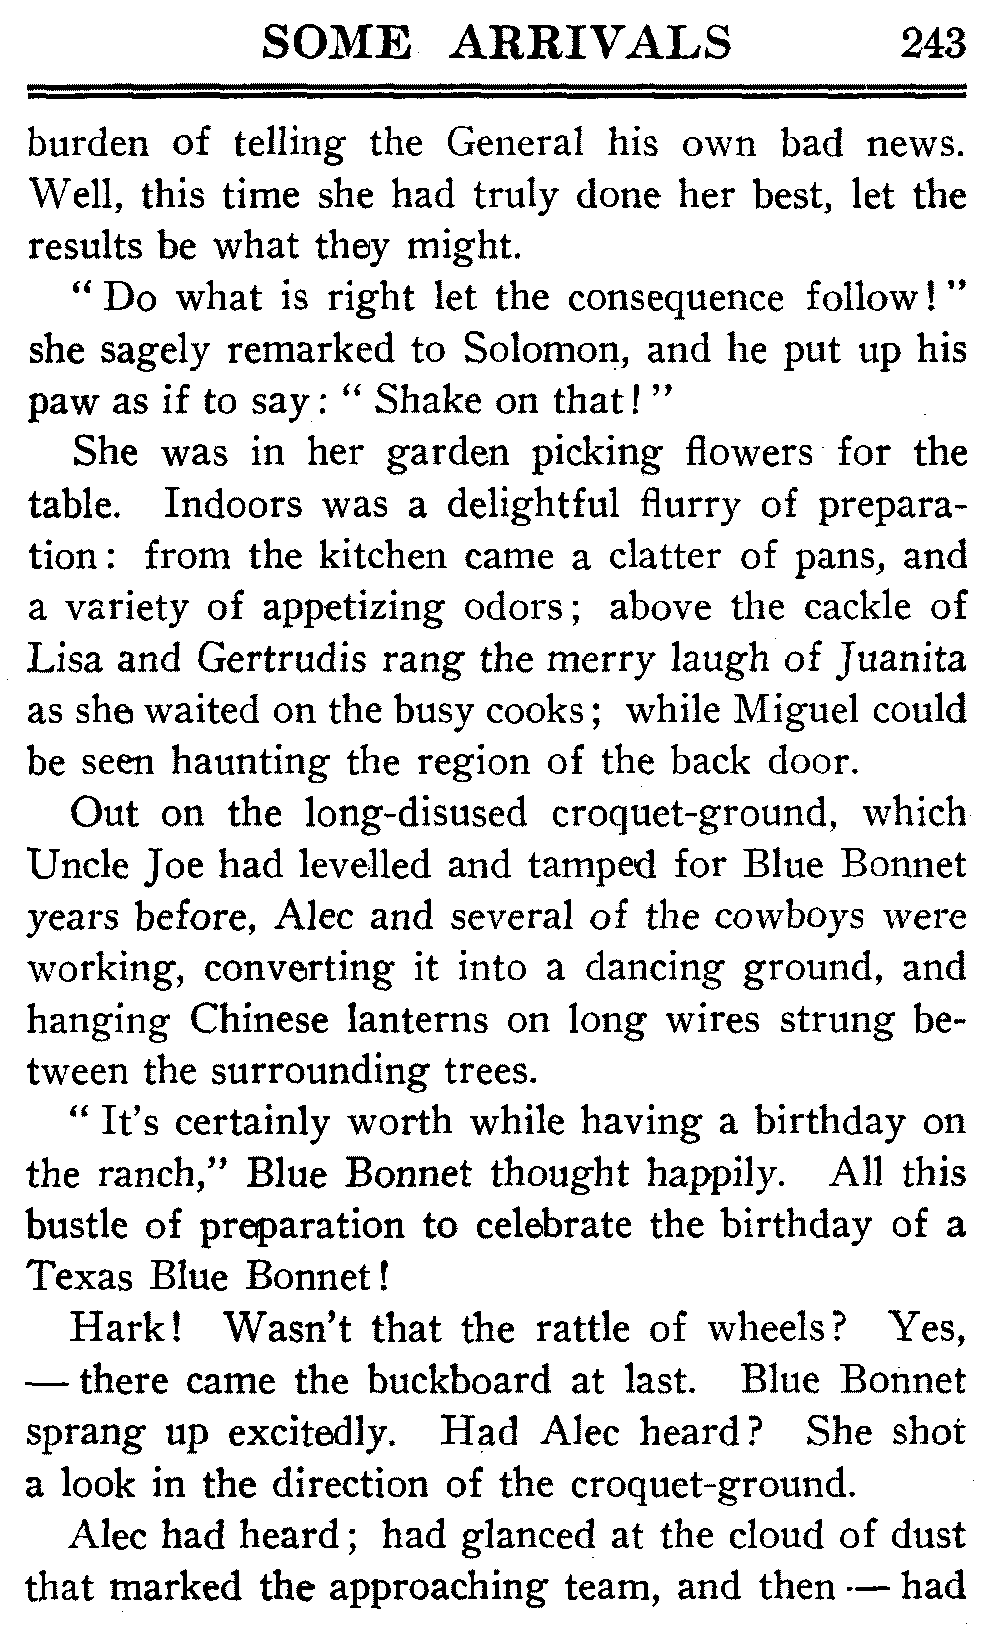 SOME ARRIVALS 243
burden of telling the General his own bad news.
Well, this time she had truly done her best, let the
results be what they might.
" Do what is right let the consequence follow! "
she sagely remarked to Solomon, and he put up his
paw as if to say: " Shake on that! "
She was in her garden picking flowers for the
table. Indoors was a delightful flurry of prepara-
tion: from the kitchen came a clatter of pans, and
a variety of appetizing odors; above the cackle of
Lisa and Gertrudis rang the merry laugh of Juanita
as she waited on the busy cooks; while Miguel could
be seen haunting the region of the back door.
Out on the long-disused croquet-ground, which
Uncle Joe had levelled and tamped for Blue Bonnet
years before, Alec and several of the cowboys were
working, converting it into a dancing ground, and
hanging Chinese lanterns on long wires strung be-
tween the surrounding trees.
" It's certainly worth while having a birthday on
the ranch," Blue Bonnet thought happily. All this
bustle of preparation to celebrate the birthday of a
Texas Blue Bonnet!
Hark! Wasn't that the rattle of wheels? Yes,
— there came the buckboard at last. Blue Bonnet
sprang up excitedly. Had Alec heard? She shot
a look in the direction of the croquet-ground.
Alec had heard; had glanced at the cloud of dust
that marked the approaching team, and then — had